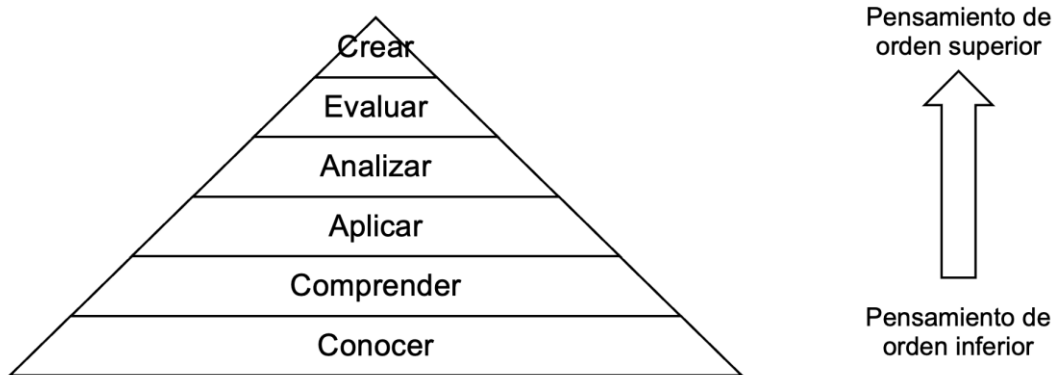 Crear
Evaluar
Analizar
Aplicar
Comprender
Conocer
Pensamiento de
orden superior
Pensamiento de
orden inferior